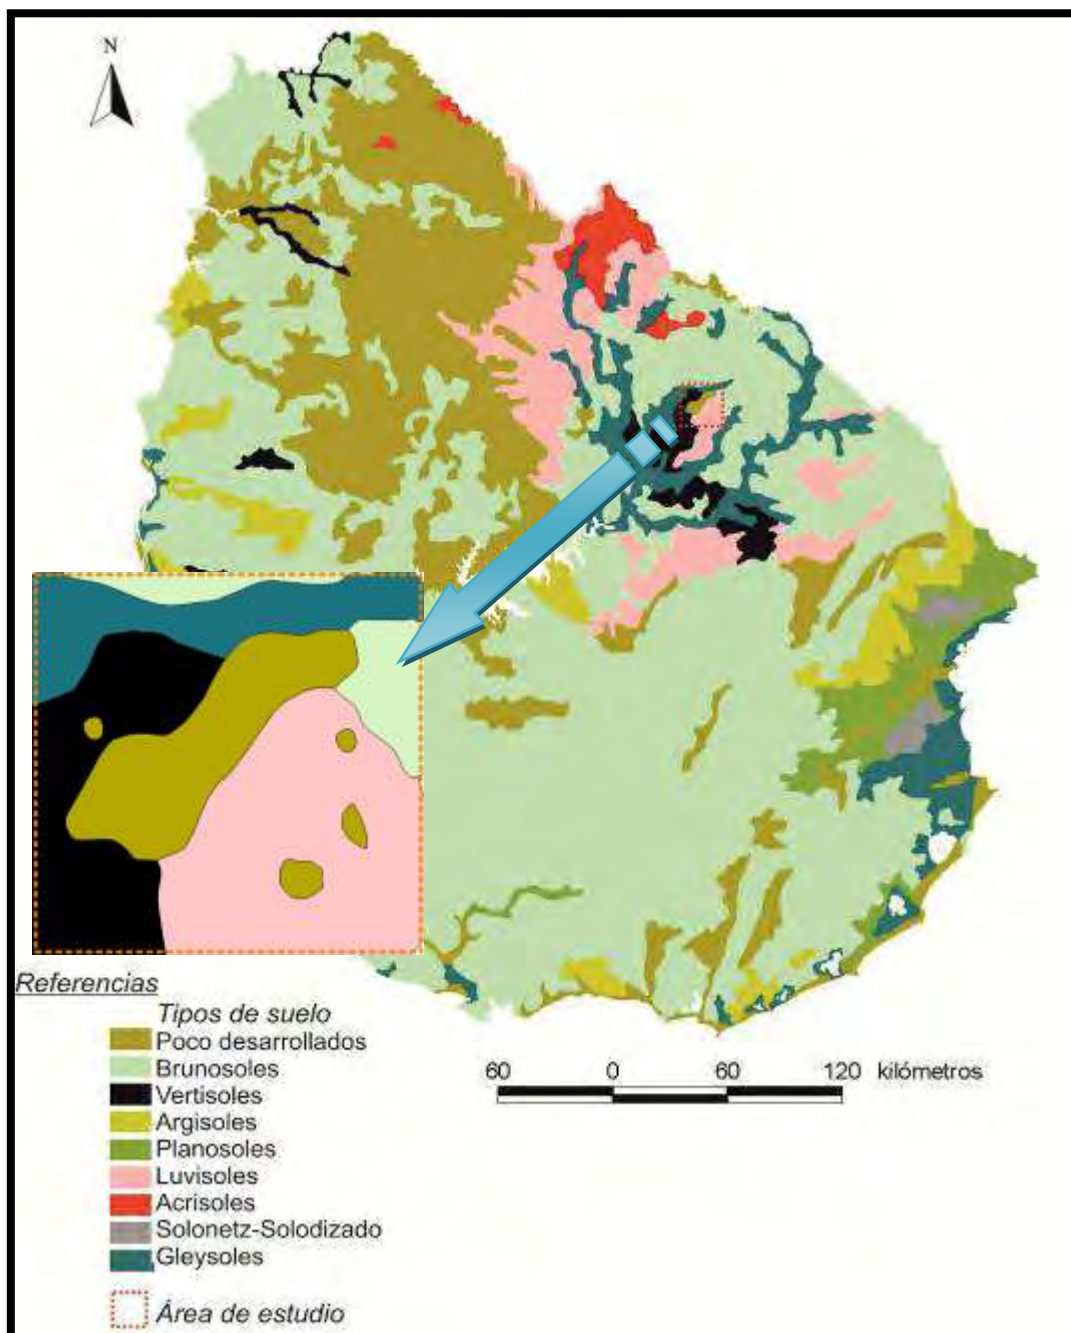 N
Referencias
Tipos de suelo
Poco desarrollados
Brunosoles
Vertisoles
Argisoles
Planosoles
Luvisoles
Acrisoles
Solonetz-Solodizado
Gleysoles
Área de estudio
60 0 60 120 kilómetros